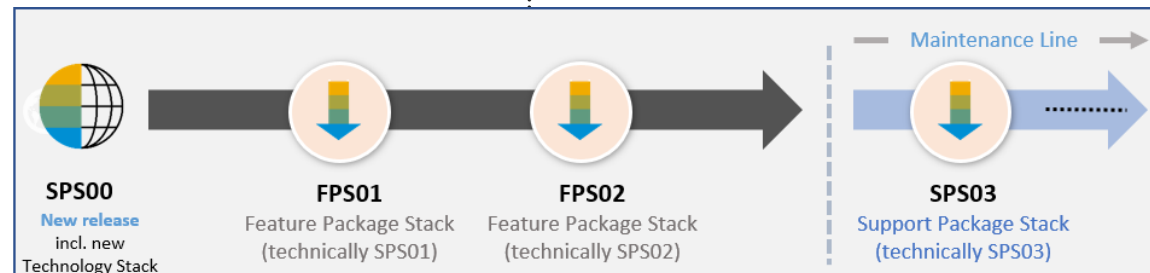 Maintenance Line
SPS00
New release
incl. new
Technology Stack
FPS01
Feature Package Stack
(technically SPS01)
FPS02
Feature Package Stack
(technically SPS02)
SPS03
Support Package Stack
(technically SPS03)